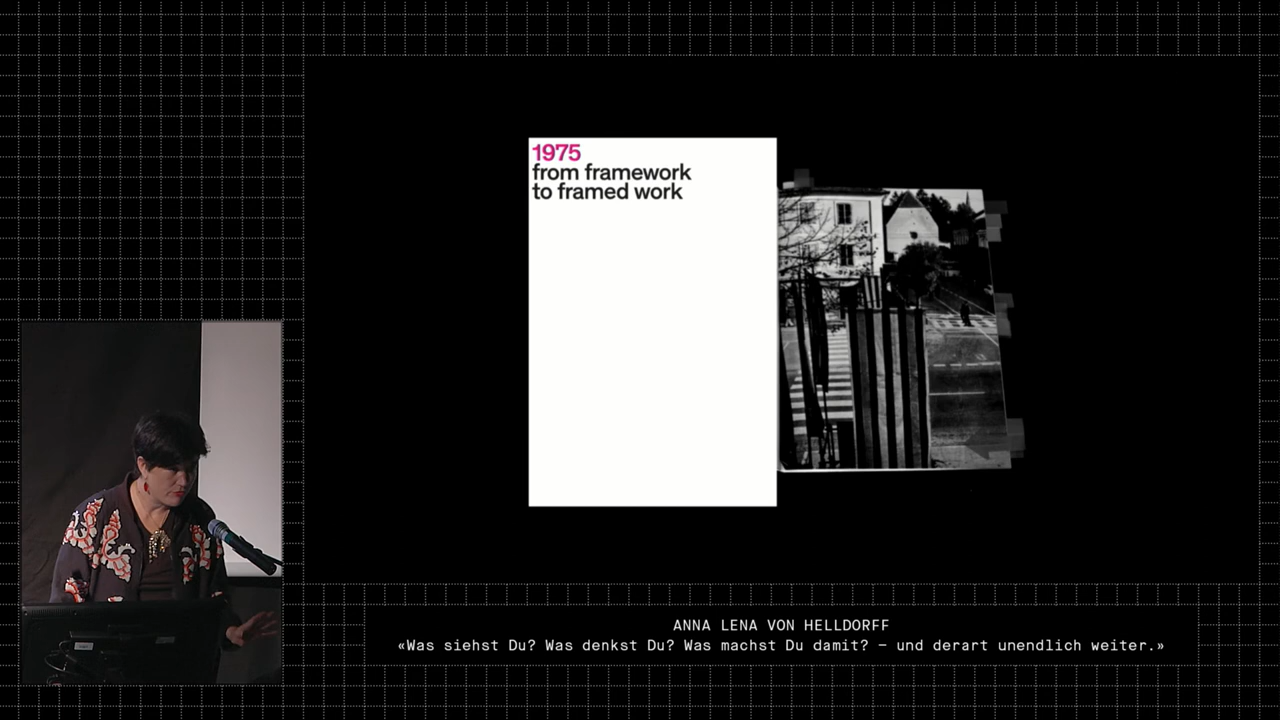 1975
from framework
to framed work
ANNA LENA VON HELLDORFF
«Was siehst Du? Was denkst Du? Was machst Du damit? – und derart unendlich weiter.»